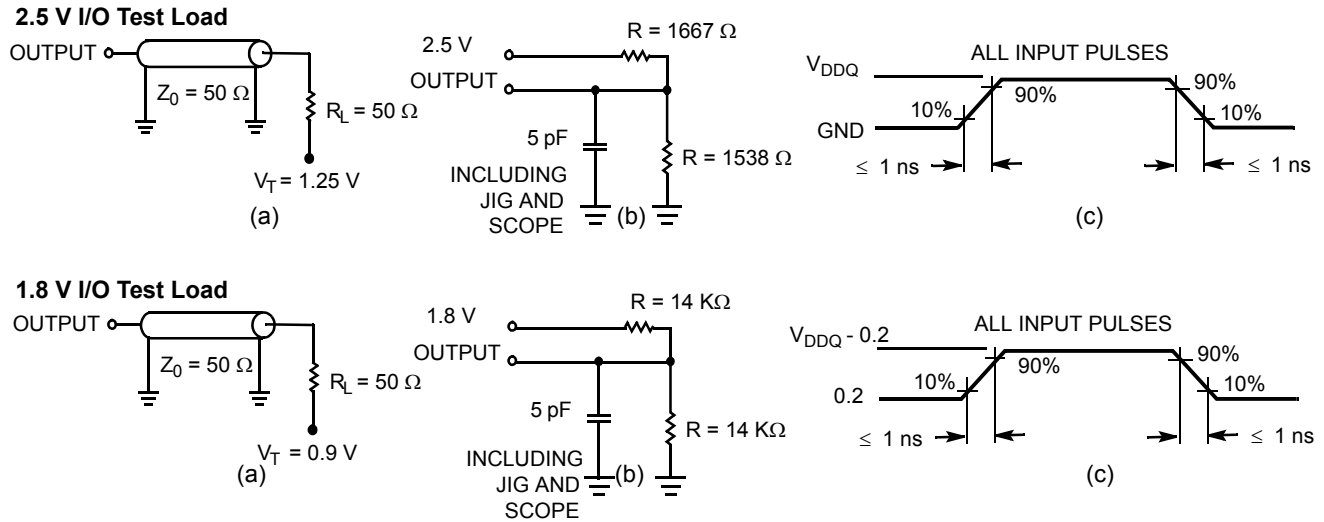 2.5 V I/O Test Load
OUTPUT
Z0 = 50 Ω
RL = 50 Ω
VT = 1.25 V
(a)
R = 1667 Ω
2.5 V
OUTPUT
5 pF
R = 1538 Ω
INCLUDING
JIG AND
SCOPE
(b)
ALL INPUT PULSES
VDDQ
90%
90%
10%
10%
GND
≤ 1 ns
≤ 1 ns
(c)
1.8 V I/O Test Load
OUTPUT
Z0 = 50 Ω
RL = 50 Ω
VT = 0.9 V
(a)
R = 14 KΩ
1.8 V
OUTPUT
5 pF
R = 14 KΩ
INCLUDING
JIG AND
SCOPE
(b)
ALL INPUT PULSES
VDDQ - 0.2
90%
90%
10%
10%
0.2
≤ 1 ns
≤ 1 ns
(c)